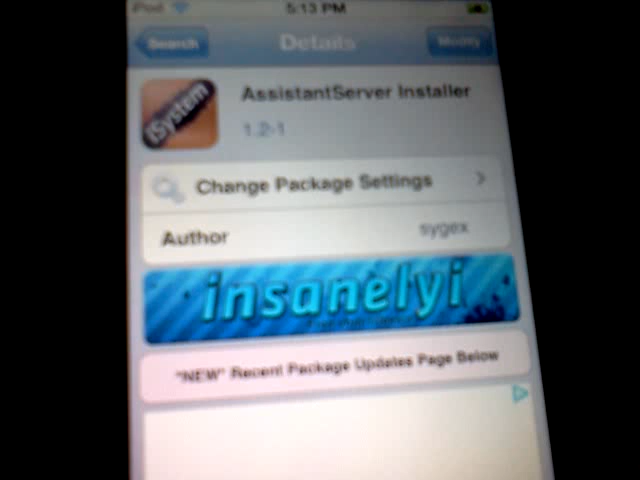 iPod 5:13 PM
Search Details Modify
iSystem
AssistantServer Installer
1.2-1
Change Package Settings
Author sygex
insanelyi
"NEW" Recent Package Updates Page Below